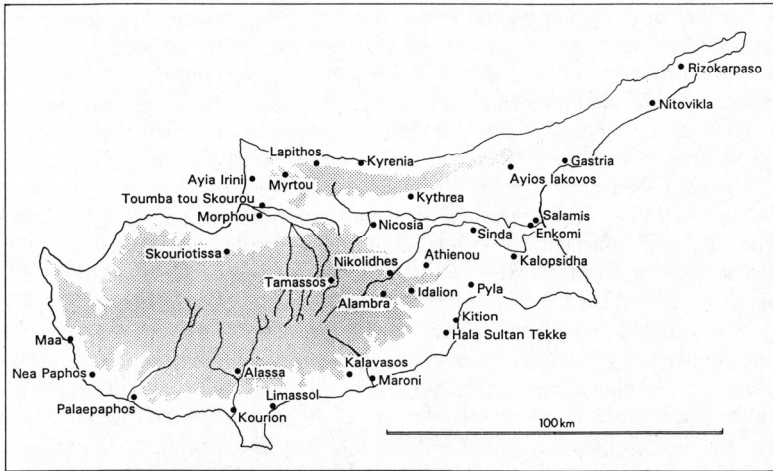 Rizokarpaso
Nitovikla
Lapithos
Kyrenia
Gastria
Ayia Irini
Myrtou
Ayios Iakovos
Toumba tou Skourou
Kythrea
Morphou
Salamis
Nicosia
Enkomi
Sinda
Skouriotissa
Athienou
Kalopsidha
Nikolidhes
Tamassos
Idalion
Pyla
Alambra
Kition
Hala Sultan Tekke
Maa
Kalavasos
Nea Paphos
Alassa
Maroni
Limassol
Palaepaphos
Kourion
100km